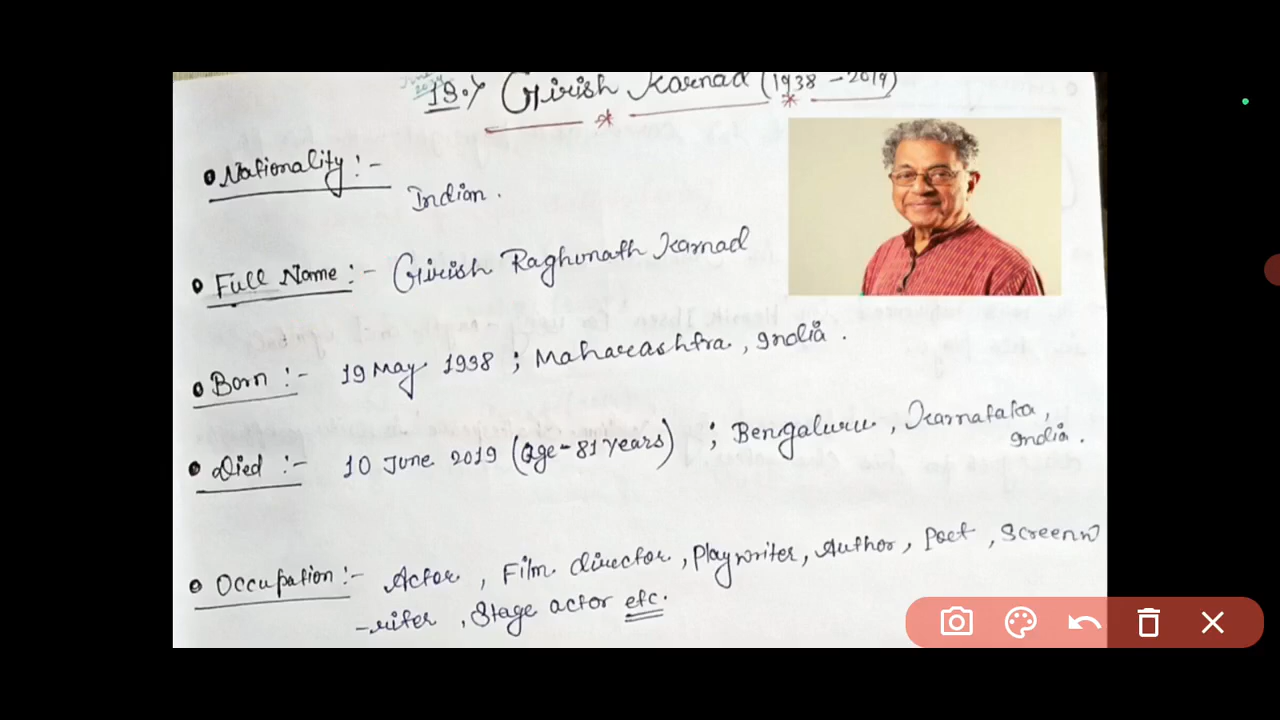 19.) Girish Karnad (1938 - 2019)
• Nationality :-
Indian.
• Full Name :- Girish Raghunath Karnad
• Born :- 19 May 1938 ; Maharashtra, India.
• Died :- 10 June 2019 (Age - 81 years) ; Bengaluru, Karnataka,
India.
• Occupation :- Actor, Film director, Playwriter, Author, Poet, Screenw
-riter, Stage actor etc.